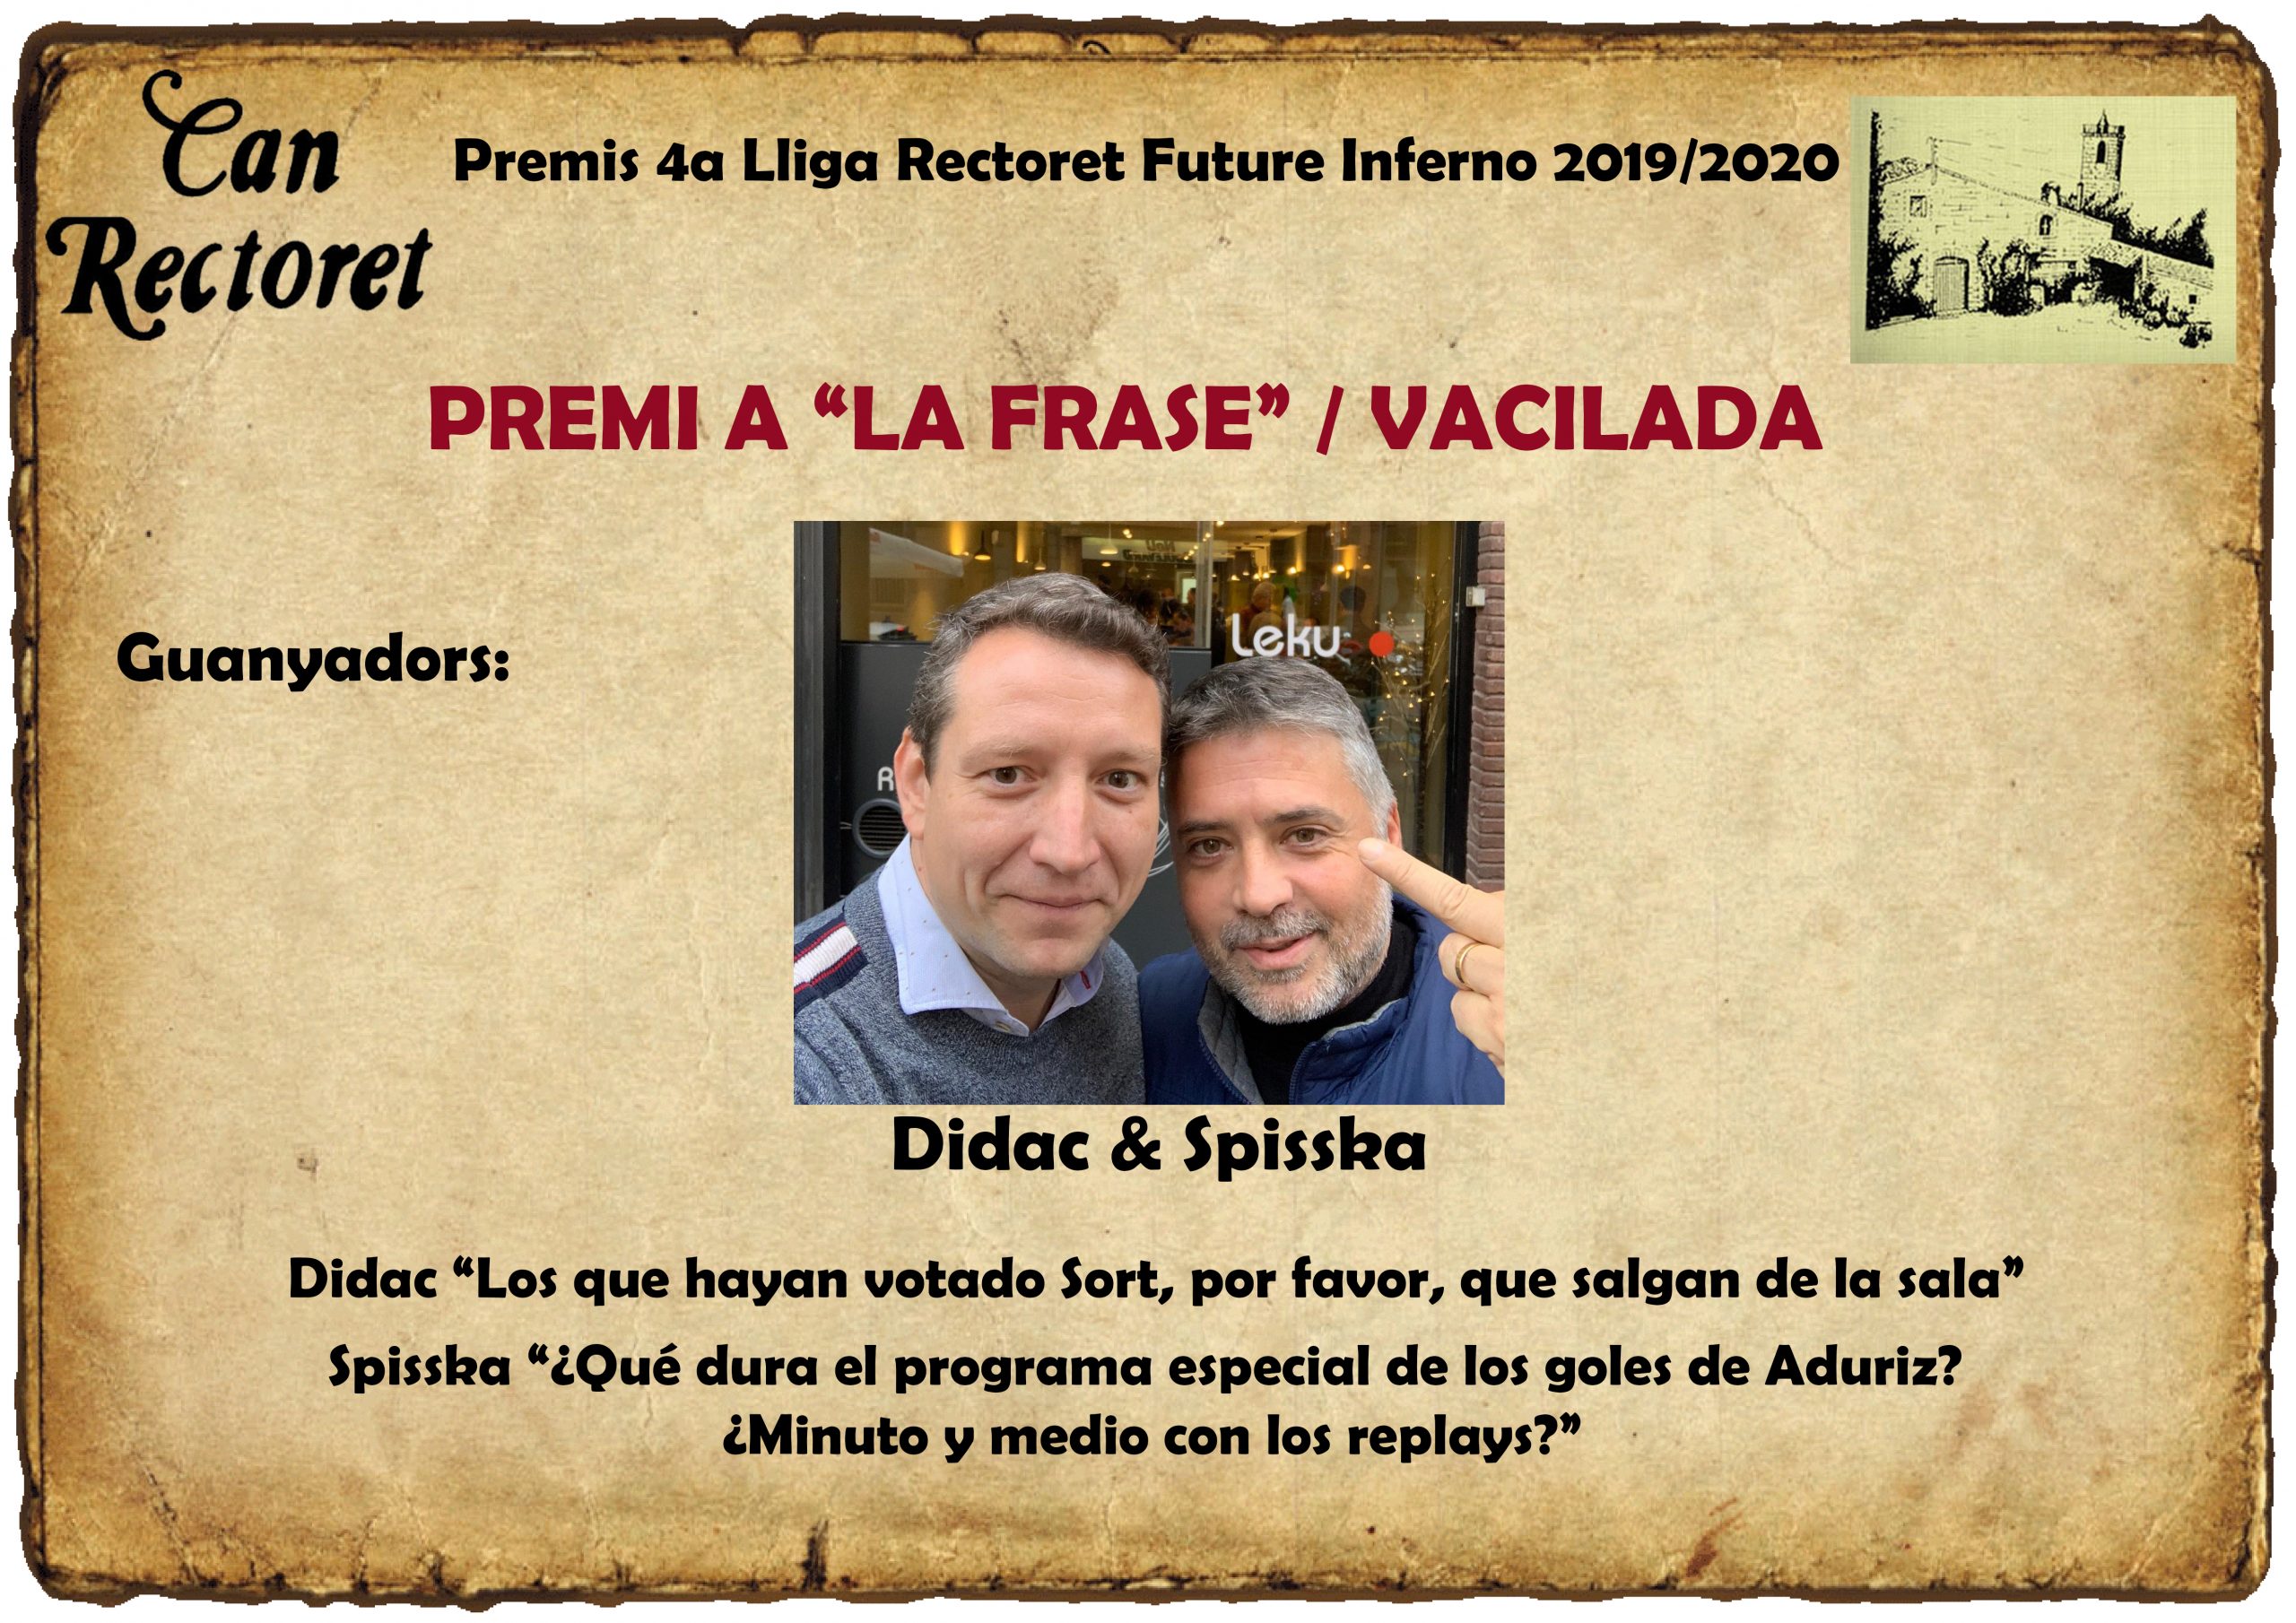 Can
Rectoret
Premis 4a Lliga Rectoret Future Inferno 2019/2020
PREMI A “LA FRASE” / VACILADA
Guanyadors:
Leku
R
Didac & Spisska
Didac “Los que hayan votado Sort, por favor, que salgan de la sala”
Spisska “¿Qué dura el programa especial de los goles de Aduriz?
¿Minuto y medio con los replays?”